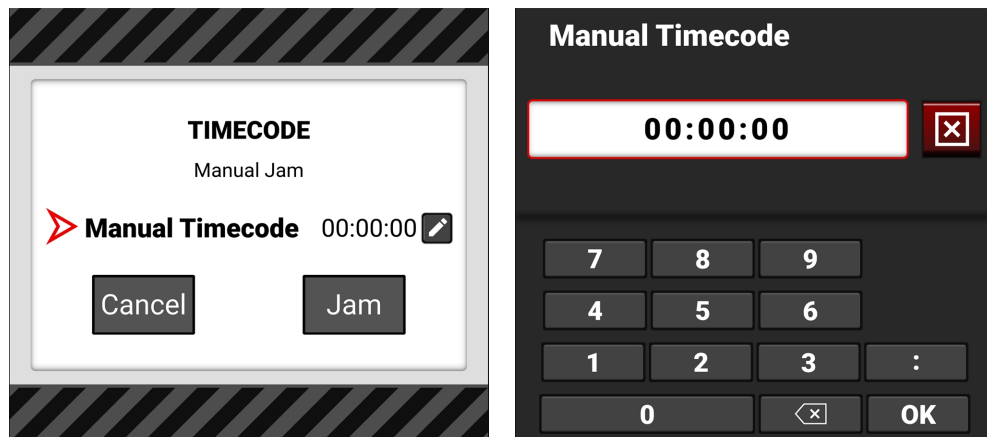 TIMECODE
Manual Jam
Manual Timecode 00:00:00
Cancel Jam
Manual Timecode
00:00:00
7 8 9
4 5 6
1 2 3 :
0 OK